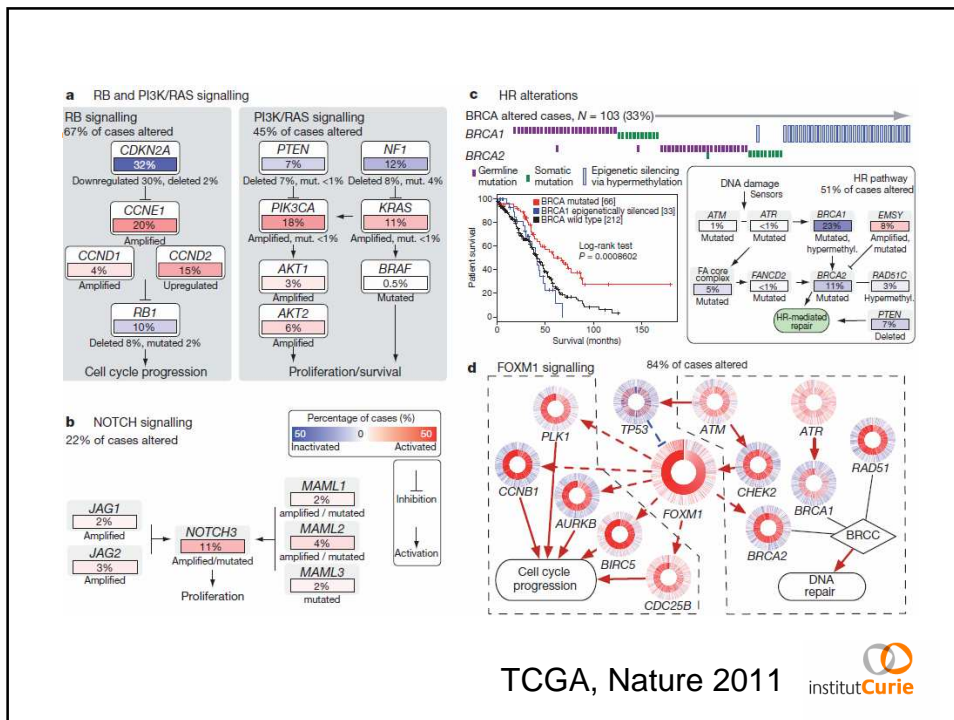 a RB and PI3K/RAS signalling
RB signalling
67% of cases altered
CDKN2A
32%
Downregulated 30%, deleted 2%
CCNE1
20%
Amplified
CCND1
4%
Amplified
CCND2
15%
Upregulated
RB1
10%
Deleted 8%, mutated 2%
Cell cycle progression
PI3K/RAS signalling
45% of cases altered
PTEN
7%
Deleted 7%, mut. <1%
NF1
12%
Deleted 8%, mut. 4%
PIK3CA
18%
Amplified, mut. <1%
KRAS
11%
Amplified, mut. <1%
AKT1
3%
Amplified
BRAF
0.5%
Mutated
AKT2
6%
Amplified
Proliferation/survival
b NOTCH signalling
22% of cases altered
Percentage of cases (%)
50 0 50
Inactivated Activated
Inhibition
Activation
JAG1
2%
Amplified
JAG2
3%
Amplified
NOTCH3
11%
Amplified/mutated
Proliferation
MAML1
2%
amplified / mutated
MAML2
4%
amplified / mutated
MAML3
2%
mutated
c HR alterations
BRCA altered cases, N = 103 (33%)
BRCA1
BRCA2
Germline mutation
Somatic mutation
Epigenetic silencing via hypermethylation
BRCA mutated [66]
BRCA1 epigenetically silenced [33]
BRCA wild type [212]
Log-rank test
P = 0.0008602
Patient survival
100
80
60
40
20
0
0 50 100 150
Survival (months)
HR pathway
51% of cases altered
DNA damage
Sensors
ATM
1%
Mutated
ATR
<1%
Mutated
BRCA1
23%
Mutated, hypermethyl.
EMSY
8%
Amplified, mutated
FA core complex
5%
Mutated
FANCD2
<1%
Mutated
BRCA2
11%
Mutated
RAD51C
3%
Hypermethyl.
HR-mediated repair
PTEN
7%
Deleted
d FOXM1 signalling
84% of cases altered
PLK1
TP53
ATM
ATR
RAD51
CCNB1
AURKB
FOXM1
CHEK2
BRCA1
BRCC
BIRC5
BRCA2
Cell cycle progression
CDC25B
DNA repair
TCGA, Nature 2011
institutCurie